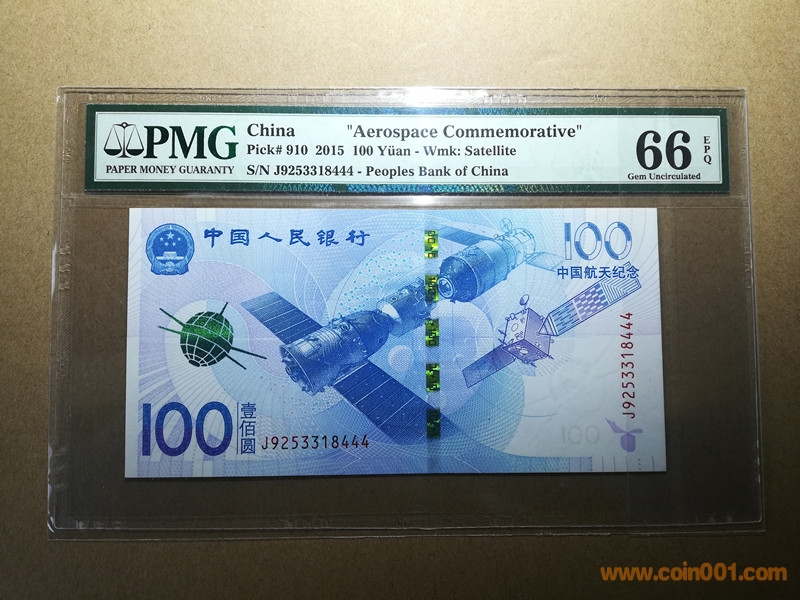 PMG
PAPER MONEY GUARANTY
China "Aerospace Commemorative"
Pick# 910 2015 100 Yüan - Wmk: Satellite
S/N J9253318444 - Peoples Bank of China
66
EPQ
Gem Uncirculated
中国人民银行
100
中国航天纪念
J9253318444
100
壹佰圆
J9253318444
www.coin001.com